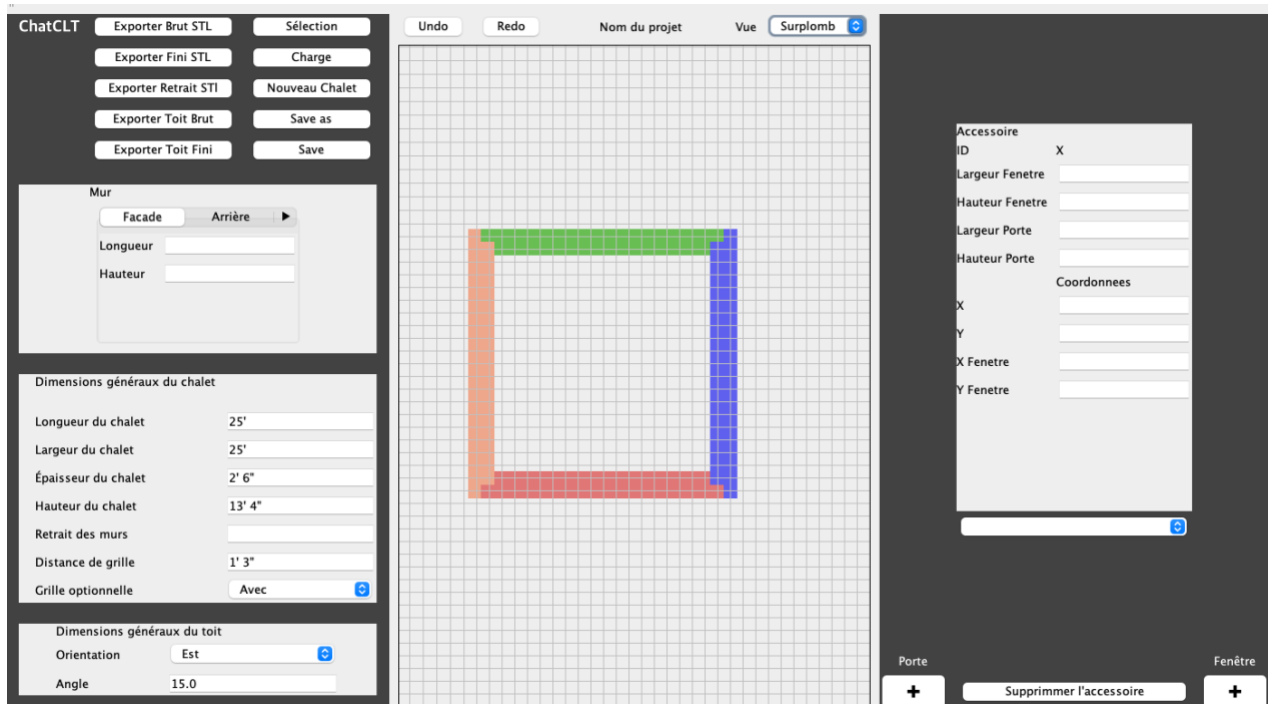 ChatCLT
Exporter Brut STL
Sélection
Exporter Fini STL
Charge
Exporter Retrait STl
Nouveau Chalet
Exporter Toit Brut
Save as
Exporter Toit Fini
Save
Mur
Facade
Arrière
Longueur
Hauteur
Dimensions généraux du chalet
Longueur du chalet 25'
Largeur du chalet 25'
Épaisseur du chalet 2' 6"
Hauteur du chalet 13' 4"
Retrait des murs
Distance de grille 1' 3"
Grille optionnelle Avec
Dimensions généraux du toit
Orientation Est
Angle 15.0
Undo
Redo
Nom du projet
Vue Surplomb
Accessoire
ID X
Largeur Fenetre
Hauteur Fenetre
Largeur Porte
Hauteur Porte
Coordonnees
X
Y
X Fenetre
Y Fenetre
Porte
Fenêtre
+
Supprimmer l'accessoire
+